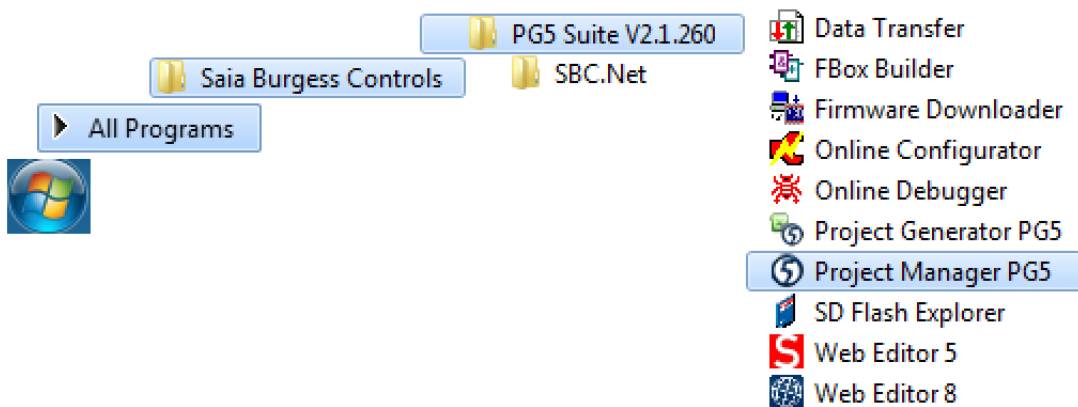 PG5 Suite V2.1.260
Saia Burgess Controls
SBC.Net
All Programs
Data Transfer
FBox Builder
Firmware Downloader
Online Configurator
Online Debugger
Project Generator PG5
Project Manager PG5
SD Flash Explorer
Web Editor 5
Web Editor 8